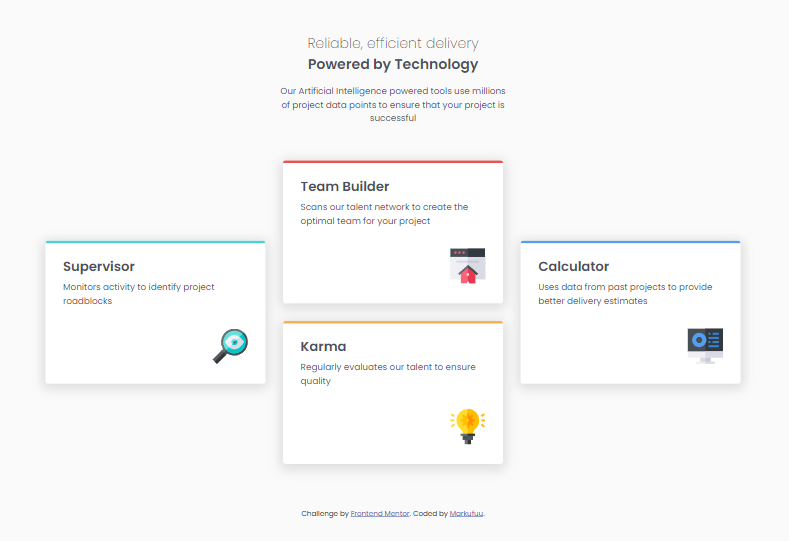 Reliable, efficient delivery
Powered by Technology
Our Artificial Intelligence powered tools use millions
of project data points to ensure that your project is
successful
Supervisor
Monitors activity to identify project
roadblocks
Team Builder
Scans our talent network to create the
optimal team for your project
Karma
Regularly evaluates our talent to ensure
quality
Calculator
Uses data from past projects to provide
better delivery estimates
Challenge by Frontend Mentor. Coded by Markufuu.